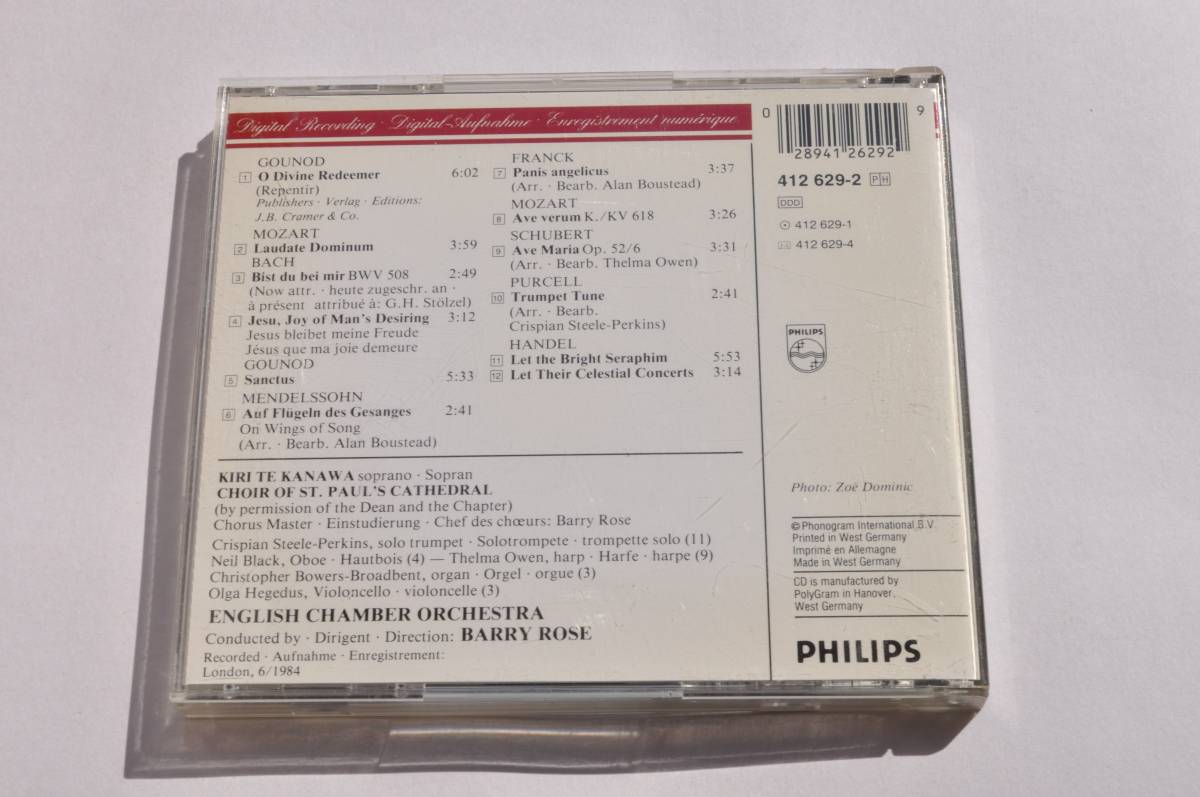 Digital Recording · Digital-Aufnahme · Enregistrement numérique
GOUNOD
1 O Divine Redeemer 6:02
(Repentir)
Publishers · Verlag · Editions:
J.B. Cramer & Co.
MOZART
2 Laudate Dominum 3:59
BACH
3 Bist du bei mir BWV 508 2:49
(Now attr. · heute zugeschr. an ·
à présent attribué à: G.H. Stölzel)
4 Jesu, Joy of Man's Desiring 3:12
Jesus bleibet meine Freude
Jésus que ma joie demeure
GOUNOD
5 Sanctus 5:33
MENDELSSOHN
6 Auf Flügeln des Gesanges 2:41
On Wings of Song
(Arr. · Bearb. Alan Boustead)
FRANCK
7 Panis angelicus 3:37
(Arr. · Bearb. Alan Boustead)
MOZART
8 Ave verum K./KV 618 3:26
SCHUBERT
9 Ave Maria Op. 52/6 3:31
(Arr. · Bearb. Thelma Owen)
PURCELL
10 Trumpet Tune 2:41
(Arr. · Bearb.
Crispian Steele-Perkins)
HANDEL
11 Let the Bright Seraphim 5:53
12 Let Their Celestial Concerts 3:14
KIRI TE KANAWA soprano · Sopran
CHOIR OF ST. PAUL'S CATHEDRAL
(by permission of the Dean and the Chapter)
Chorus Master · Einstudierung · Chef des chœurs: Barry Rose
Crispian Steele-Perkins, solo trumpet · Solotrompete · trompette solo (11)
Neil Black, Oboe · Hautbois (4) — Thelma Owen, harp · Harfe · harpe (9)
Christopher Bowers-Broadbent, organ · Orgel · orgue (3)
Olga Hegedus, Violoncello · violoncelle (3)
ENGLISH CHAMBER ORCHESTRA
Conducted by · Dirigent · Direction: BARRY ROSE
Recorded · Aufnahme · Enregistrement:
London, 6/1984
0 28941 26292 9
412 629-2 PH
DDD
412 629-1
412 629-4
PHILIPS
Photo: Zoë Dominic
© Phonogram International B.V.
Printed in West Germany
Imprimé en Allemagne
Made in West Germany
CD is manufactured by
PolyGram in Hanover,
West Germany
PHILIPS